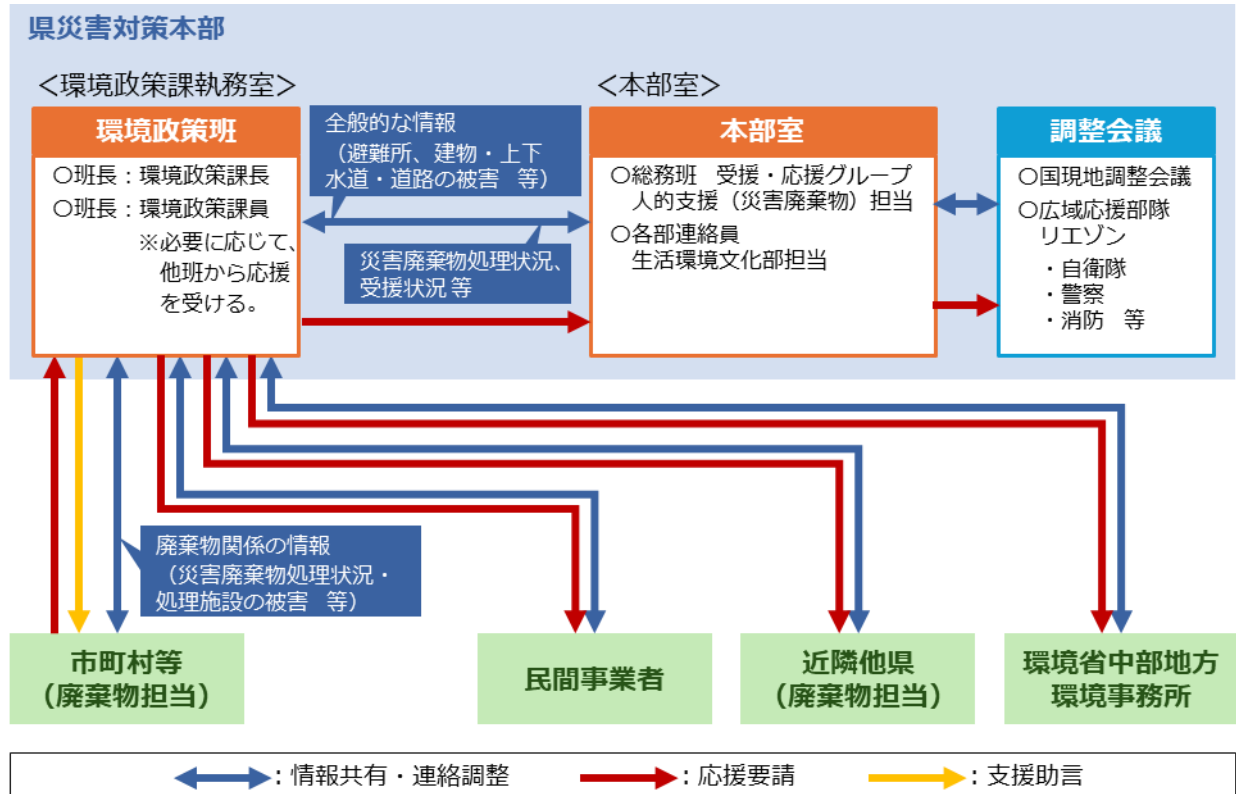 県災害対策本部
＜環境政策課執務室＞
環境政策班
○班長：環境政策課長
○班長：環境政策課員
※必要に応じて、
他班から応援
を受ける。
全般的な情報
（避難所、建物・上下
水道・道路の被害　等）
災害廃棄物処理状況、
受援状況 等
＜本部室＞
本部室
○総務班　受援・応援グループ
人的支援（災害廃棄物）担当
○各部連絡員
生活環境文化部担当
調整会議
○国現地調整会議
○広域応援部隊
リエゾン
・自衛隊
・警察
・消防　等
廃棄物関係の情報
（災害廃棄物処理状況・
処理施設の被害　等）
市町村等
（廃棄物担当）
民間事業者
近隣他県
（廃棄物担当）
環境省中部地方
環境事務所
：情報共有・連絡調整
：応援要請
：支援助言